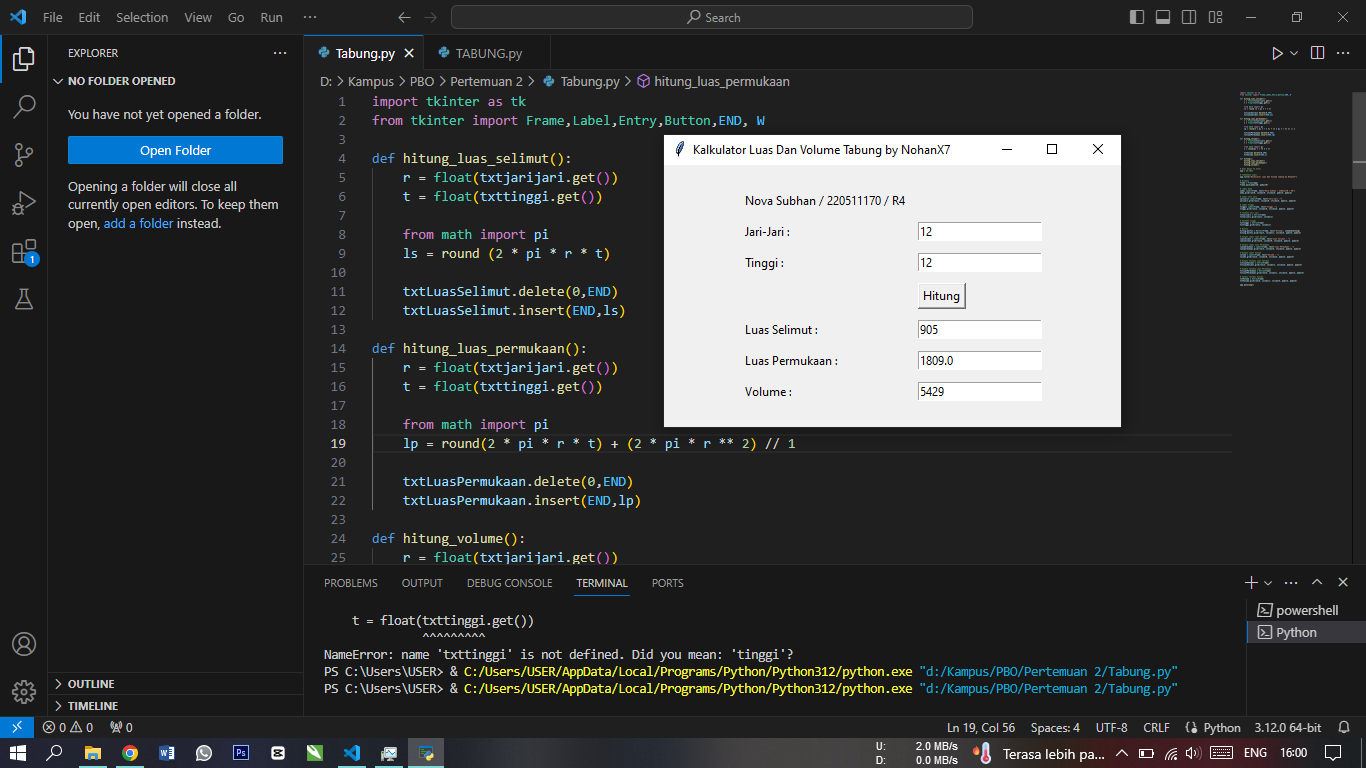 File Edit Selection View Go Run ··· Search
EXPLORER ···
NO FOLDER OPENED
You have not yet opened a folder.
Open Folder
Opening a folder will close all
currently open editors. To keep them
open, add a folder instead.
1
OUTLINE
TIMELINE
Tabung.py
TABUNG.py
D: > Kampus > PBO > Pertemuan 2 > Tabung.py > hitung_luas_permukaan
1 import tkinter as tk
2 from tkinter import Frame,Label,Entry,Button,END, W
3
4 def hitung_luas_selimut():
5 r = float(txtjarijari.get())
6 t = float(txttinggi.get())
7
8 from math import pi
9 ls = round (2 * pi * r * t)
10
11 txtLuasSelimut.delete(0,END)
12 txtLuasSelimut.insert(END,ls)
13
14 def hitung_luas_permukaan():
15 r = float(txtjarijari.get())
16 t = float(txttinggi.get())
17
18 from math import pi
19 lp = round(2 * pi * r * t) + (2 * pi * r ** 2) // 1
20
21 txtLuasPermukaan.delete(0,END)
22 txtLuasPermukaan.insert(END,lp)
23
24 def hitung_volume():
25 r = float(txtjarijari.get())
Kalkulator Luas Dan Volume Tabung by NohanX7
Nova Subhan / 220511170 / R4
Jari-Jari : 12
Tinggi : 12
Hitung
Luas Selimut : 905
Luas Permukaan : 1809.0
Volume : 5429
PROBLEMS OUTPUT DEBUG CONSOLE TERMINAL PORTS
t = float(txttinggi.get())
^^^^^^^^^
NameError: name 'txttinggi' is not defined. Did you mean: 'tinggi'?
PS C:\Users\USER> & C:/Users/USER/AppData/Local/Programs/Python/Python312/python.exe "d:/Kampus/PBO/Pertemuan 2/Tabung.py"
PS C:\Users\USER> & C:/Users/USER/AppData/Local/Programs/Python/Python312/python.exe "d:/Kampus/PBO/Pertemuan 2/Tabung.py"
powershell
Python
0 0 0 Ln 19, Col 56 Spaces: 4 UTF-8 CRLF Python 3.12.0 64-bit
U: 2.0 MB/s
D: 0.0 MB/s
Terasa lebih pa... ENG 16:00